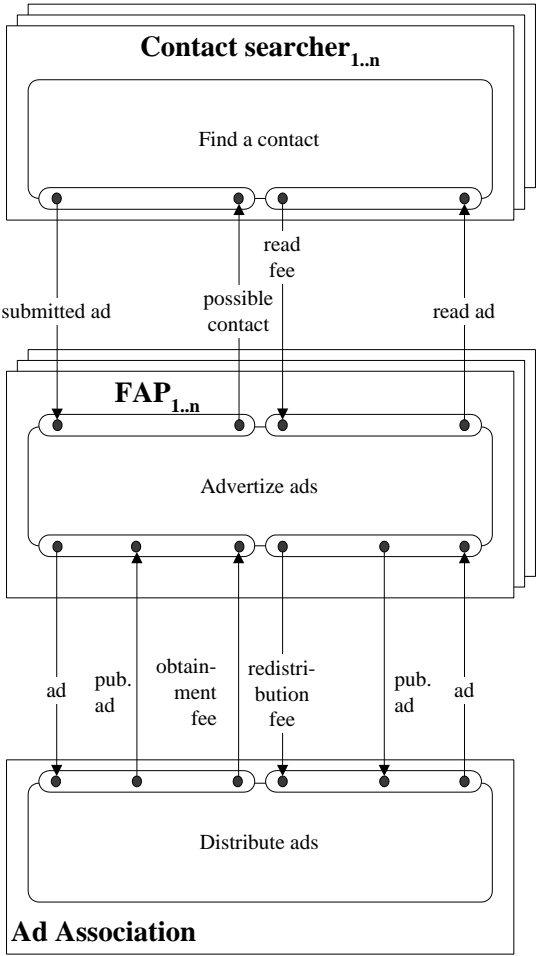 Contact searcher1..n
Find a contact
read
fee
submitted ad
possible
contact
read ad
FAP1..n
Advertize ads
ad
pub.
ad
obtain-
ment
fee
redistri-
bution
fee
pub.
ad
ad
Distribute ads
Ad Association